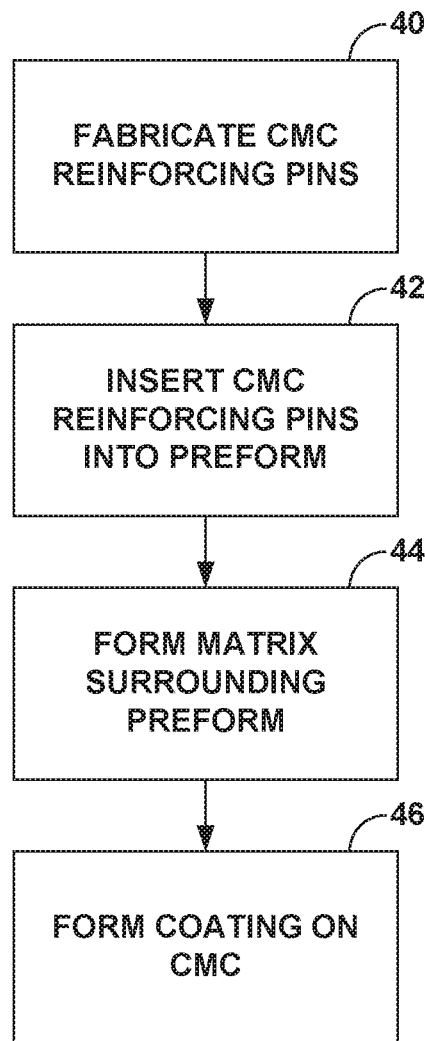 40
FABRICATE CMC
REINFORCING PINS
42
INSERT CMC
REINFORCING PINS
INTO PREFORM
44
FORM MATRIX
SURROUNDING
PREFORM
46
FORM COATING ON
CMC